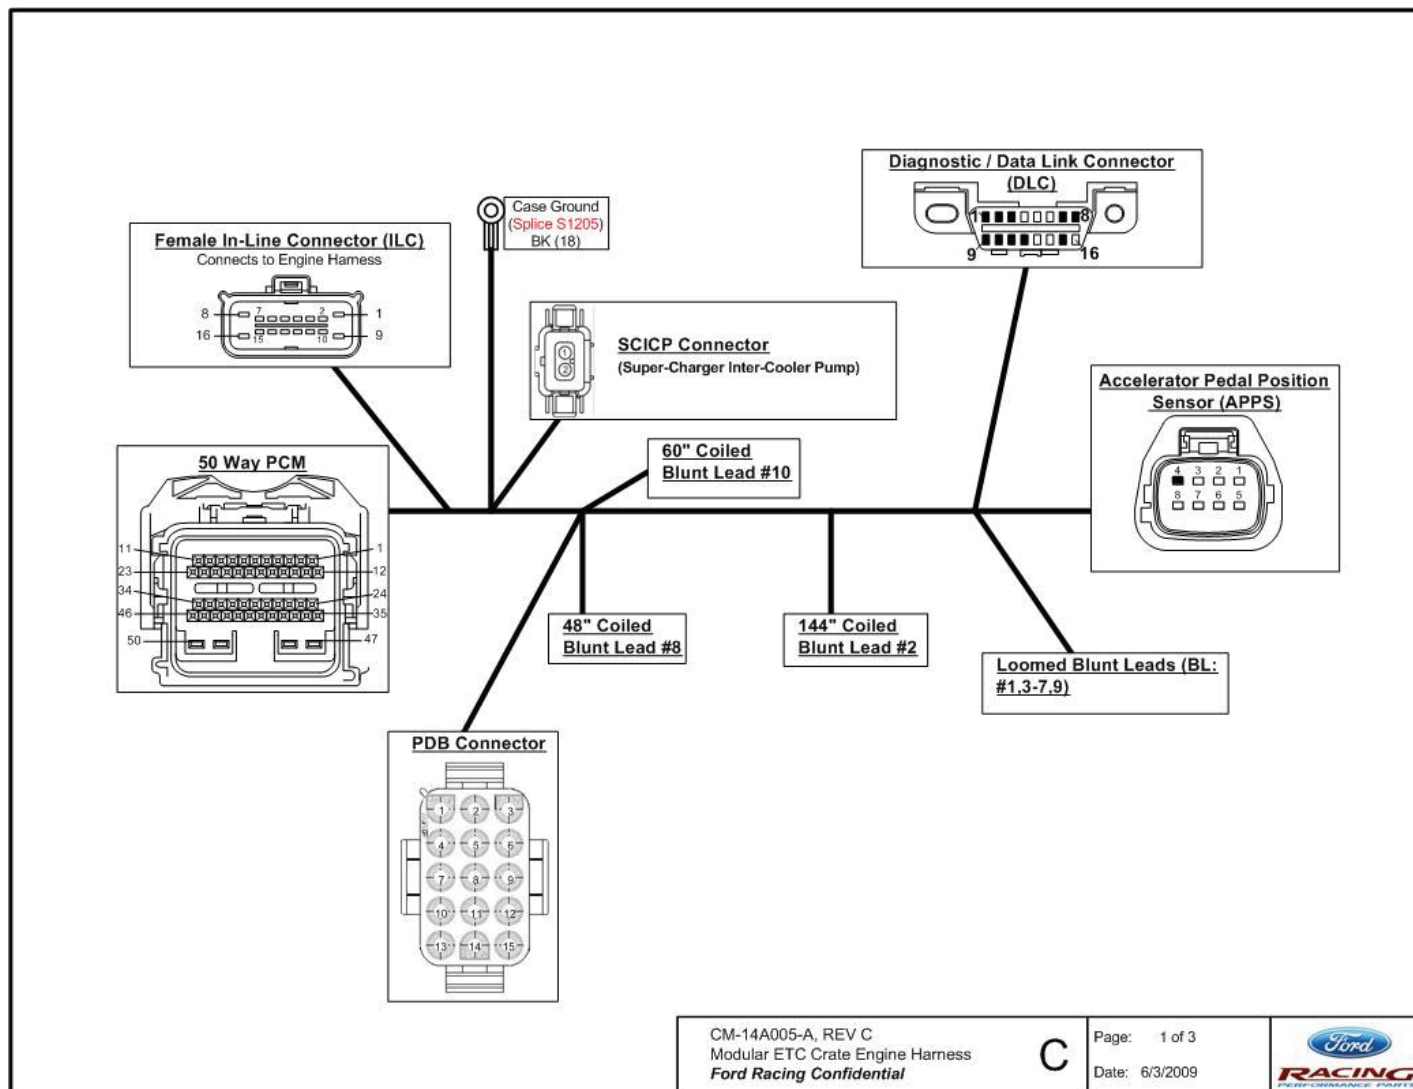 Diagnostic / Data Link Connector
(DLC)
1
8
9
16
Case Ground
(Splice S1205)
BK (18)
Female In-Line Connector (ILC)
Connects to Engine Harness
8
7
2
1
16
15
10
9
SCICP Connector
(Super-Charger Inter-Cooler Pump)
1
2
Accelerator Pedal Position
Sensor (APPS)
4 3 2 1
8 7 6 5
50 Way PCM
11
1
23
12
34
24
46
35
50
47
60" Coiled
Blunt Lead #10
48" Coiled
Blunt Lead #8
144" Coiled
Blunt Lead #2
Loomed Blunt Leads (BL:
#1,3-7,9)
PDB Connector
1 2 3
4 5 6
7 8 9
10 11 12
13 14 15
CM-14A005-A, REV C
Modular ETC Crate Engine Harness
Ford Racing Confidential
C
Page: 1 of 3
Date: 6/3/2009
Ford
RACING
PERFORMANCE PARTS